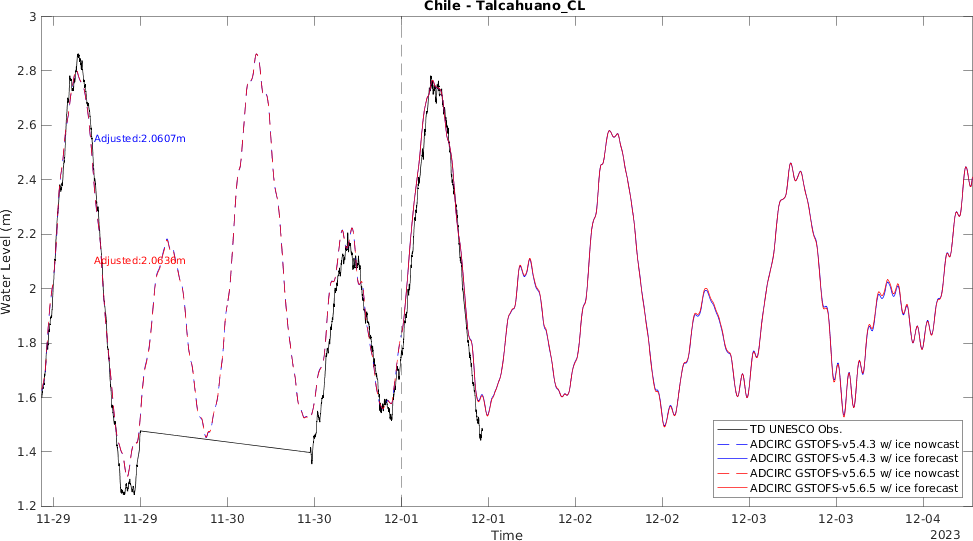 Chile - Talcahuano_CL
3
2.8
2.6
2.4
2.2
2
1.8
1.6
1.4
1.2
Water Level (m)
Adjusted:2.0607m
Adjusted:2.0636m
TD UNESCO Obs.
ADCIRC GSTOFS-v5.4.3 w/ ice nowcast
ADCIRC GSTOFS-v5.4.3 w/ ice forecast
ADCIRC GSTOFS-v5.6.5 w/ ice nowcast
ADCIRC GSTOFS-v5.6.5 w/ ice forecast
11-29 11-29 11-30 11-30 12-01 12-01 12-02 12-02 12-03 12-03 12-04
Time
2023